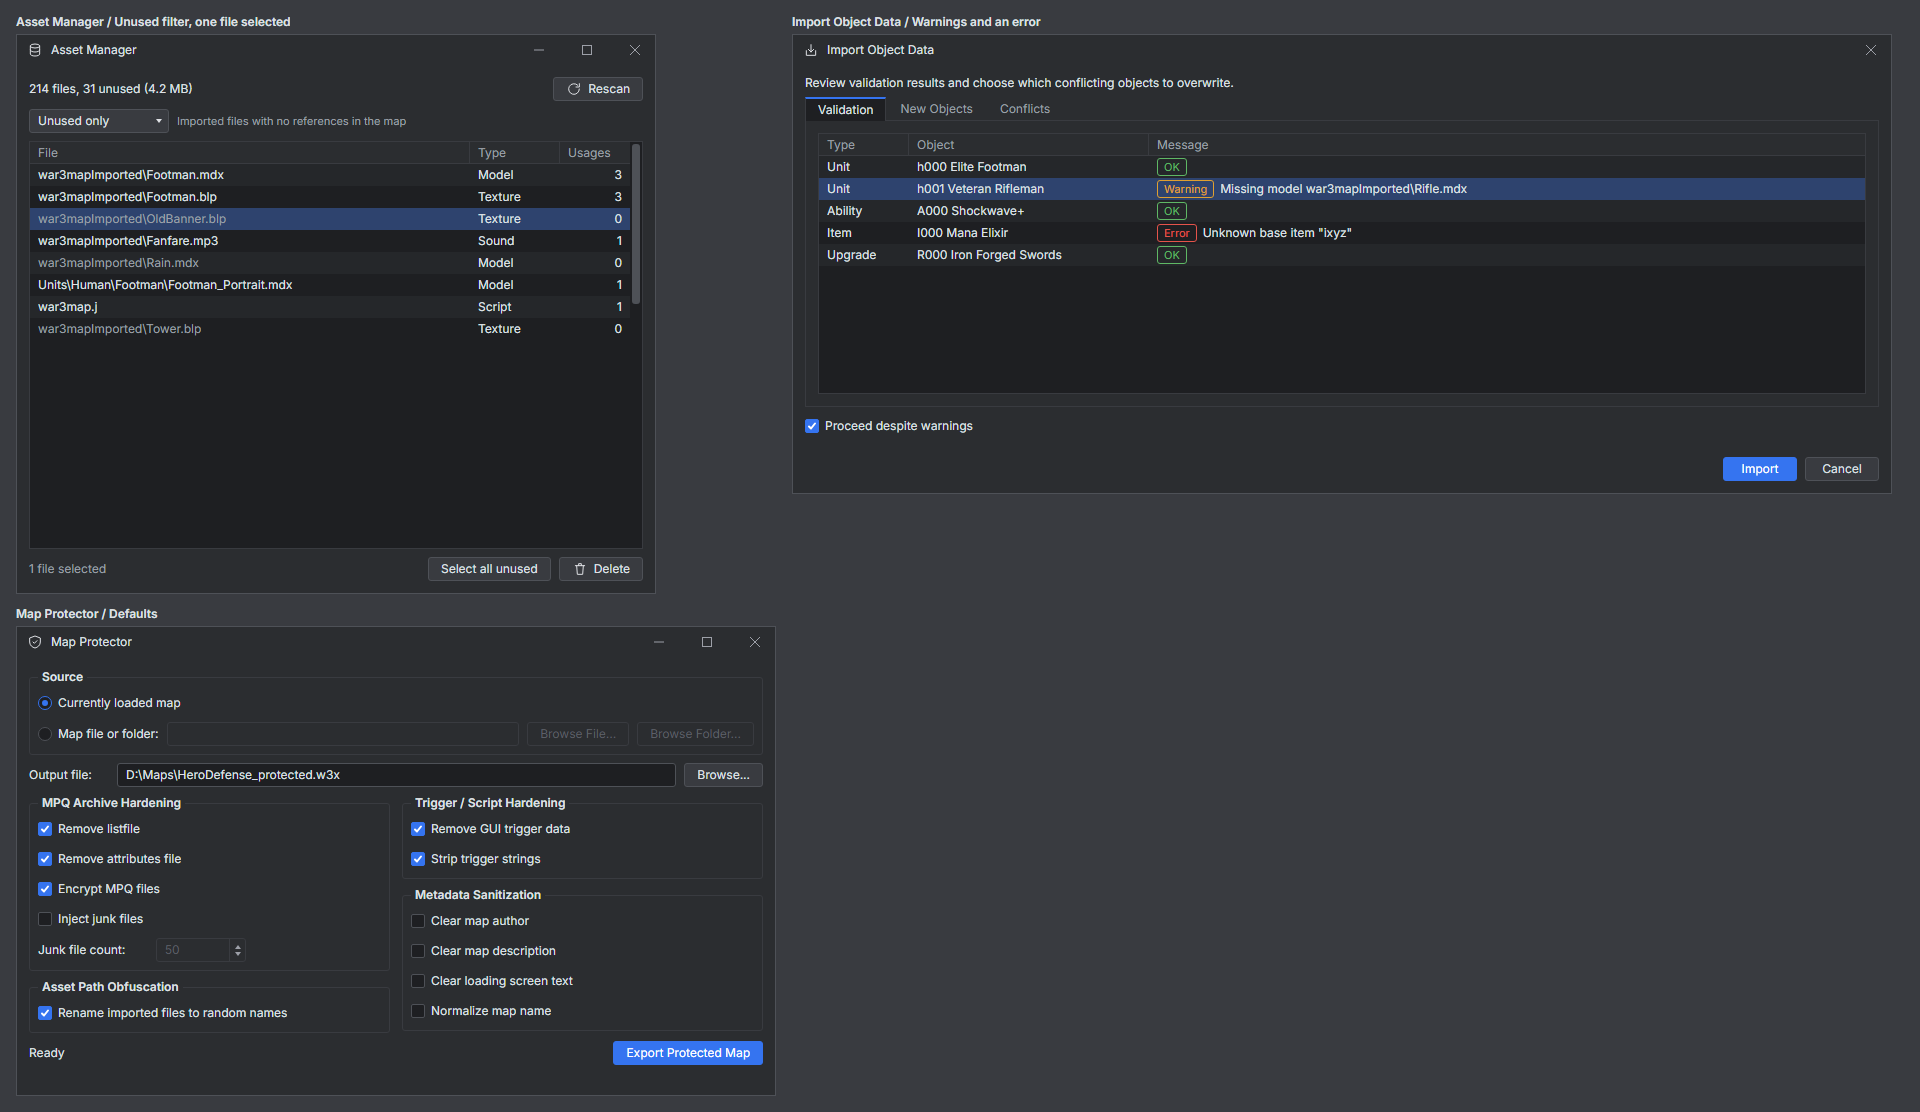 Asset Manager / Unused filter, one file selected
Asset Manager
214 files, 31 unused (4.2 MB)
Rescan
Unused only
Imported files with no references in the map
File Type Usages
war3mapImported\Footman.mdx Model 3
war3mapImported\Footman.blp Texture 3
war3mapImported\OldBanner.blp Texture 0
war3mapImported\Fanfare.mp3 Sound 1
war3mapImported\Rain.mdx Model 0
Units\Human\Footman\Footman_Portrait.mdx Model 1
war3map.j Script 1
war3mapImported\Tower.blp Texture 0
1 file selected
Select all unused
Delete
Import Object Data / Warnings and an error
Import Object Data
Review validation results and choose which conflicting objects to overwrite.
Validation New Objects Conflicts
Type Object Message
Unit h000 Elite Footman OK
Unit h001 Veteran Rifleman Warning Missing model war3mapImported\Rifle.mdx
Ability A000 Shockwave+ OK
Item I000 Mana Elixir Error Unknown base item "ixyz"
Upgrade R000 Iron Forged Swords OK
Proceed despite warnings
Import
Cancel
Map Protector / Defaults
Map Protector
Source
Currently loaded map
Map file or folder:
Browse File...
Browse Folder...
Output file: D:\Maps\HeroDefense_protected.w3x
Browse...
MPQ Archive Hardening
Remove listfile
Remove attributes file
Encrypt MPQ files
Inject junk files
Junk file count: 50
Asset Path Obfuscation
Rename imported files to random names
Trigger / Script Hardening
Remove GUI trigger data
Strip trigger strings
Metadata Sanitization
Clear map author
Clear map description
Clear loading screen text
Normalize map name
Ready
Export Protected Map